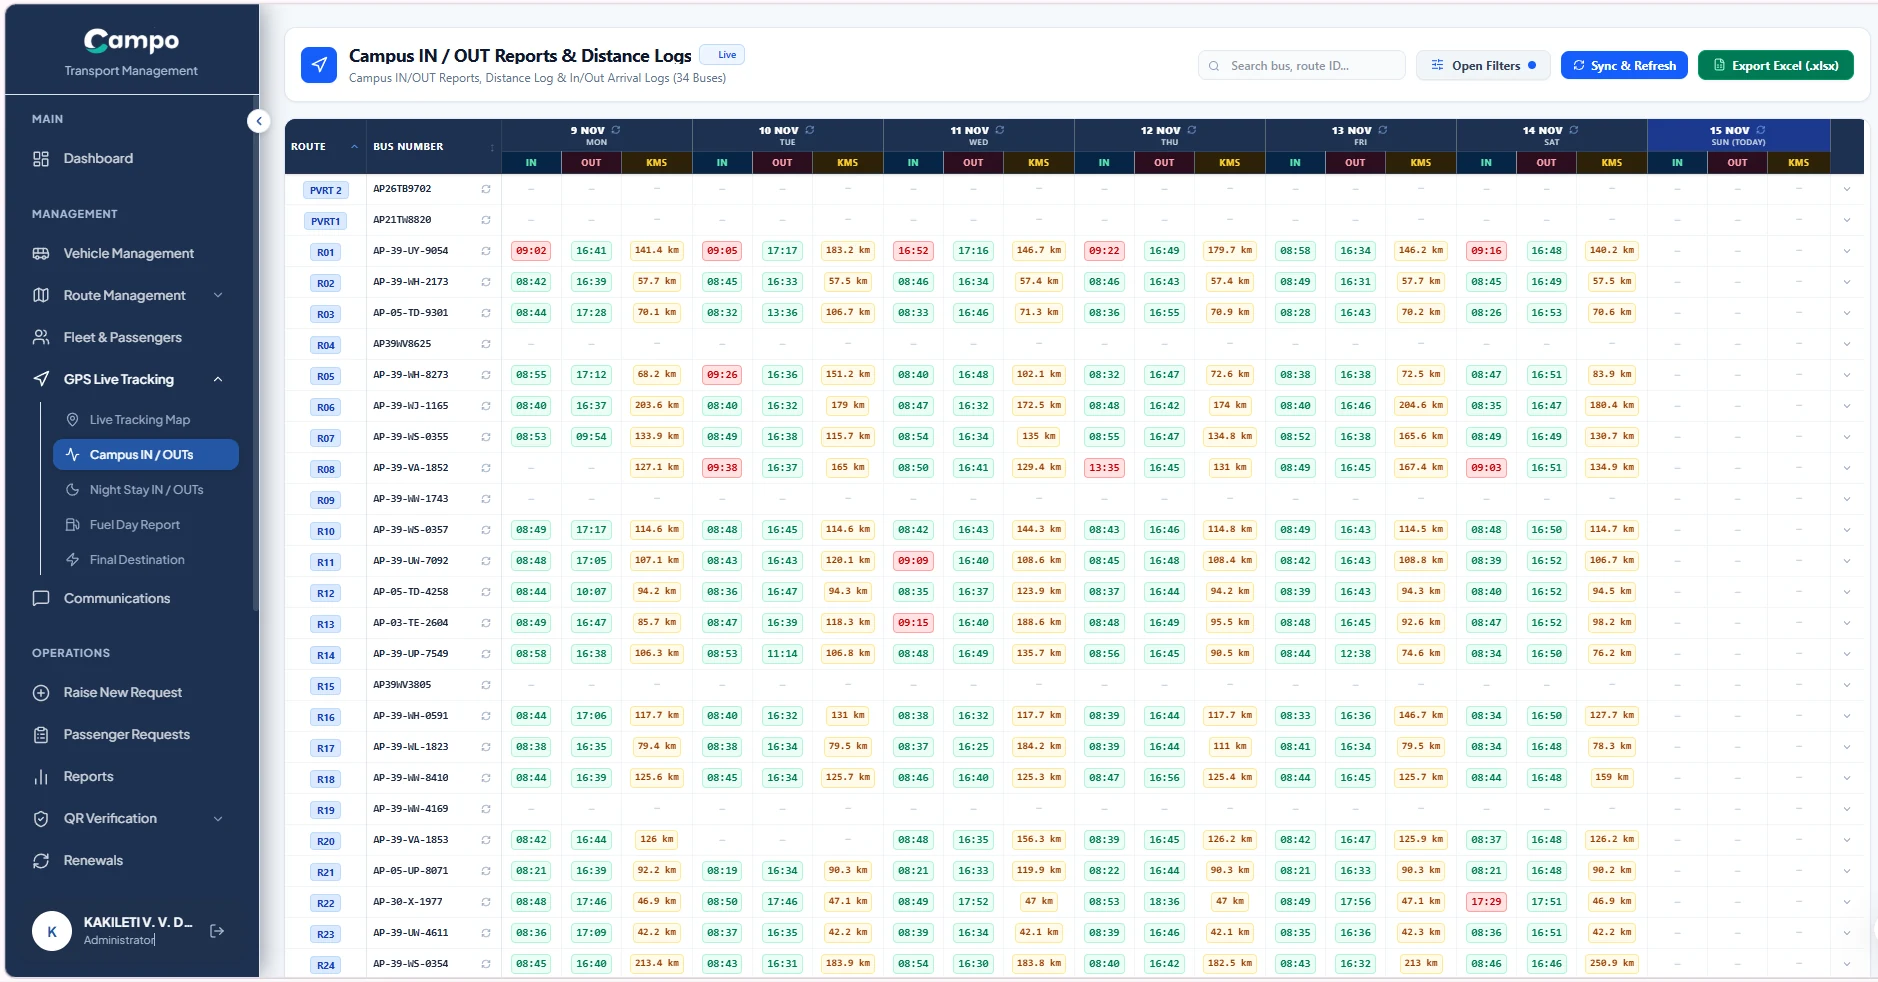 Campo
Transport Management
MAIN
Dashboard
MANAGEMENT
Vehicle Management
Route Management
Fleet & Passengers
GPS Live Tracking
Live Tracking Map
Campus IN / OUTs
Night Stay IN / OUTs
Fuel Day Report
Final Destination
Communications
OPERATIONS
Raise New Request
Passenger Requests
Reports
QR Verification
Renewals
K
KAKILETI V. V. D...
Administrator
Campus IN / OUT Reports & Distance Logs Live
Campus IN/OUT Reports, Distance Log & In/Out Arrival Logs (34 Buses)
Search bus, route ID... Open Filters Sync & Refresh Export Excel (.xlsx)
ROUTE BUS NUMBER 9 NOV 10 NOV 11 NOV 12 NOV 13 NOV 14 NOV 15 NOV
MON TUE WED THU FRI SAT SUN (TODAY)
IN OUT KMS IN OUT KMS IN OUT KMS IN OUT KMS IN OUT KMS IN OUT KMS IN OUT KMS
PVRT 2 AP26TB9702 – – – – – – – – – – – – – – – – – – – – –
PVRT1 AP21TW8820 – – – – – – – – – – – – – – – – – – – – –
R01 AP-39-UY-9054 09:02 16:41 141.4 km 09:05 17:17 183.2 km 16:52 17:16 146.7 km 09:22 16:49 179.7 km 08:58 16:34 146.2 km 09:16 16:48 140.2 km – – –
R02 AP-39-WH-2173 08:42 16:39 57.7 km 08:45 16:33 57.5 km 08:46 16:34 57.4 km 08:46 16:43 57.4 km 08:49 16:31 57.7 km 08:45 16:49 57.5 km – – –
R03 AP-05-TD-9301 08:44 17:28 70.1 km 08:32 13:36 106.7 km 08:33 16:46 71.3 km 08:36 16:55 70.9 km 08:28 16:43 70.2 km 08:26 16:53 70.6 km – – –
R04 AP39WV8625 – – – – – – – – – – – – – – – – – – – – –
R05 AP-39-WH-8273 08:55 17:12 68.2 km 09:26 16:36 151.2 km 08:40 16:48 102.1 km 08:32 16:47 72.6 km 08:38 16:38 72.5 km 08:47 16:51 83.9 km – – –
R06 AP-39-WJ-1165 08:40 16:37 203.6 km 08:40 16:32 179 km 08:47 16:32 172.5 km 08:48 16:42 174 km 08:40 16:46 204.6 km 08:35 16:47 180.4 km – – –
R07 AP-39-WS-0355 08:53 09:54 133.9 km 08:49 16:38 115.7 km 08:54 16:34 135 km 08:55 16:47 134.8 km 08:52 16:38 165.6 km 08:49 16:49 130.7 km – – –
R08 AP-39-VA-1852 – – 127.1 km 09:38 16:37 165 km 08:50 16:41 129.4 km 13:35 16:45 131 km 08:49 16:45 167.4 km 09:03 16:51 134.9 km – – –
R09 AP-39-WW-1743 – – – – – – – – – – – – – – – – – – – – –
R10 AP-39-WS-0357 08:49 17:17 114.6 km 08:48 16:45 114.6 km 08:42 16:43 144.3 km 08:43 16:46 114.8 km 08:49 16:43 114.5 km 08:48 16:50 114.7 km – – –
R11 AP-39-UW-7092 08:48 17:05 107.1 km 08:43 16:43 120.1 km 09:09 16:40 108.6 km 08:45 16:48 108.4 km 08:42 16:43 108.8 km 08:39 16:52 106.7 km – – –
R12 AP-05-TD-4258 08:44 10:07 94.2 km 08:36 16:47 94.3 km 08:35 16:37 123.9 km 08:37 16:44 94.2 km 08:39 16:43 94.3 km 08:40 16:52 94.5 km – – –
R13 AP-03-TE-2604 08:49 16:47 85.7 km 08:47 16:39 118.3 km 09:15 16:40 188.6 km 08:48 16:49 95.5 km 08:48 16:45 92.6 km 08:47 16:52 98.2 km – – –
R14 AP-39-UP-7549 08:58 16:38 106.3 km 08:53 11:14 106.8 km 08:48 16:49 135.7 km 08:56 16:45 90.5 km 08:44 12:38 74.6 km 08:34 16:50 76.2 km – – –
R15 AP39WV3805 – – – – – – – – – – – – – – – – – – – – –
R16 AP-39-WH-0591 08:44 17:06 117.7 km 08:40 16:32 131 km 08:38 16:32 117.7 km 08:39 16:44 117.7 km 08:33 16:36 146.7 km 08:34 16:50 127.7 km – – –
R17 AP-39-WL-1823 08:38 16:35 79.4 km 08:38 16:34 79.5 km 08:37 16:25 184.2 km 08:39 16:44 111 km 08:41 16:34 79.5 km 08:34 16:48 78.3 km – – –
R18 AP-39-WW-8410 08:44 16:39 125.6 km 08:45 16:34 125.7 km 08:46 16:40 125.3 km 08:47 16:56 125.4 km 08:44 16:45 125.7 km 08:44 16:48 159 km – – –
R19 AP-39-WW-4169 – – – – – – – – – – – – – – – – – – – – –
R20 AP-39-VA-1853 08:42 16:44 126 km – – – 08:48 16:35 156.3 km 08:39 16:45 126.2 km 08:42 16:47 125.9 km 08:37 16:48 126.2 km – – –
R21 AP-05-UP-8071 08:21 16:39 92.2 km 08:19 16:34 90.3 km 08:21 16:33 119.9 km 08:22 16:44 90.3 km 08:21 16:33 90.3 km 08:21 16:48 90.2 km – – –
R22 AP-30-X-1977 08:48 17:46 46.9 km 08:50 17:46 47.1 km 08:49 17:52 47 km 08:53 18:36 47 km 08:49 17:56 47.1 km 17:29 17:51 46.9 km – – –
R23 AP-39-UW-4611 08:36 17:09 42.2 km 08:37 16:35 42.2 km 08:39 16:34 42.1 km 08:39 16:46 42.1 km 08:35 16:36 42.3 km 08:36 16:51 42.2 km – – –
R24 AP-39-WS-0354 08:45 16:40 213.4 km 08:43 16:31 183.9 km 08:54 16:30 183.8 km 08:40 16:42 182.5 km 08:43 16:32 213 km 08:46 16:46 250.9 km – – –